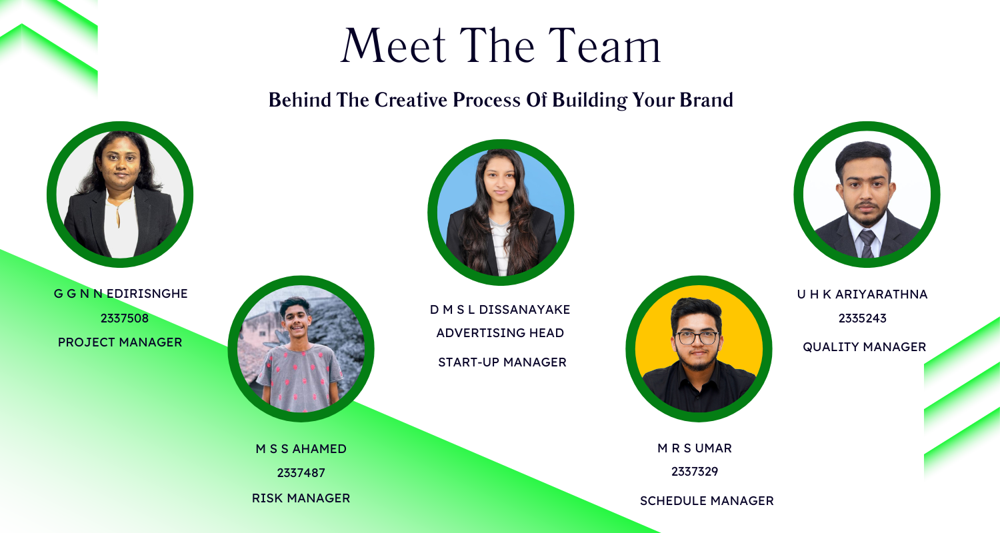 Meet The Team
Behind The Creative Process Of Building Your Brand
G G N N EDIRISNGHE
2337508
PROJECT MANAGER
M S S AHAMED
2337487
RISK MANAGER
D M S L DISSANAYAKE
ADVERTISING HEAD
START-UP MANAGER
M R S UMAR
2337329
SCHEDULE MANAGER
U H K ARIYARATHNA
2335243
QUALITY MANAGER